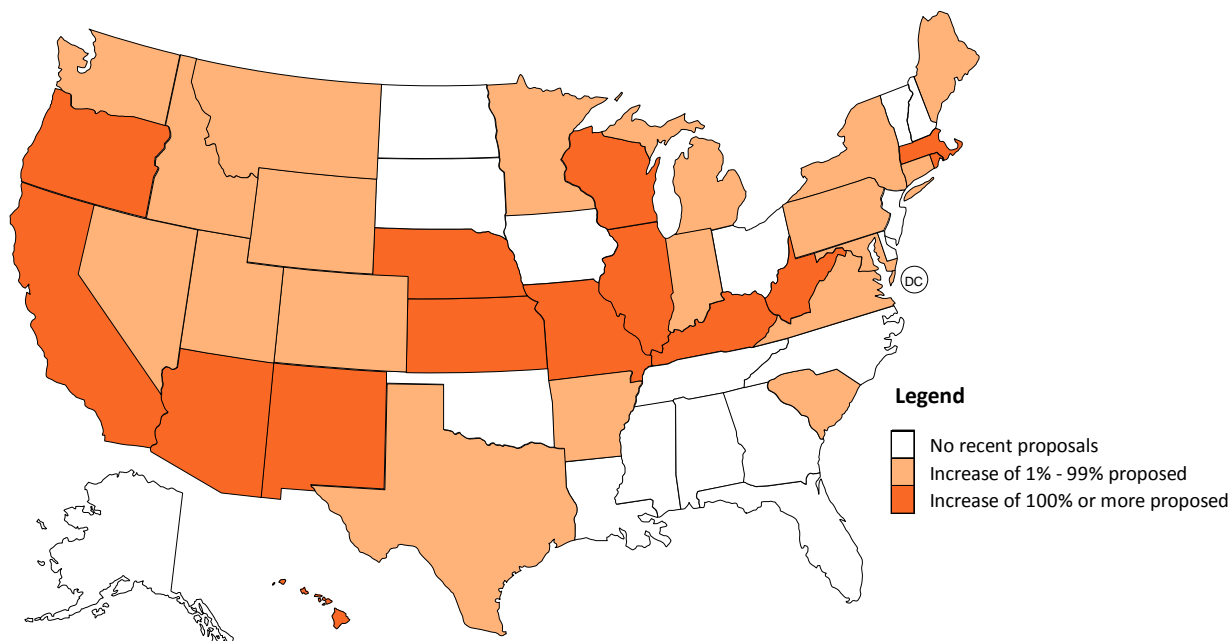 DC
Legend
No recent proposals
Increase of 1% - 99% proposed
Increase of 100% or more proposed